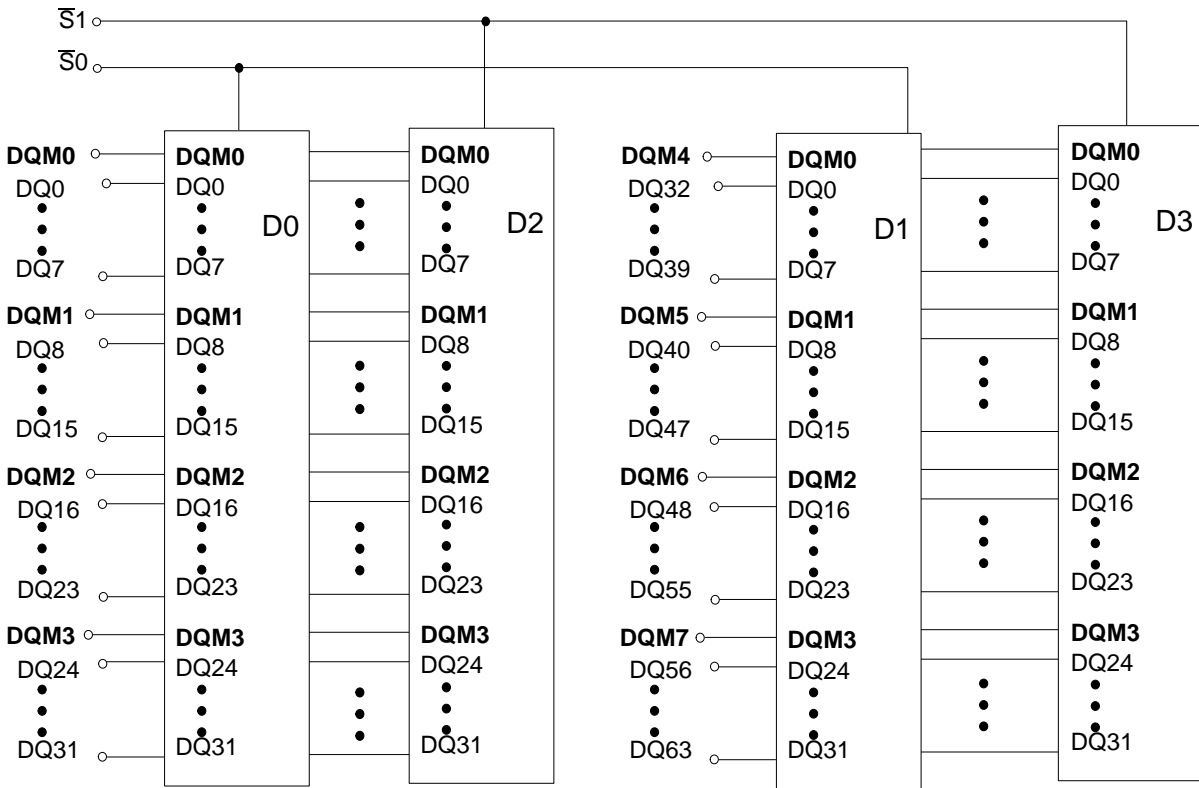 S̅1
S̅0
DQM0 DQM0 DQM0 DQM4 DQM0 DQM0
DQ0 DQ0 DQ0 DQ32 DQ0 DQ0
D0 D2 D1 D3
DQ7 DQ7 DQ7 DQ39 DQ7 DQ7
DQM1 DQM1 DQM1 DQM5 DQM1 DQM1
DQ8 DQ8 DQ8 DQ40 DQ8 DQ8
DQ15 DQ15 DQ15 DQ47 DQ15 DQ15
DQM2 DQM2 DQM2 DQM6 DQM2 DQM2
DQ16 DQ16 DQ16 DQ48 DQ16 DQ16
DQ23 DQ23 DQ23 DQ55 DQ23 DQ23
DQM3 DQM3 DQM3 DQM7 DQM3 DQM3
DQ24 DQ24 DQ24 DQ56 DQ24 DQ24
DQ31 DQ31 DQ31 DQ63 DQ31 DQ31